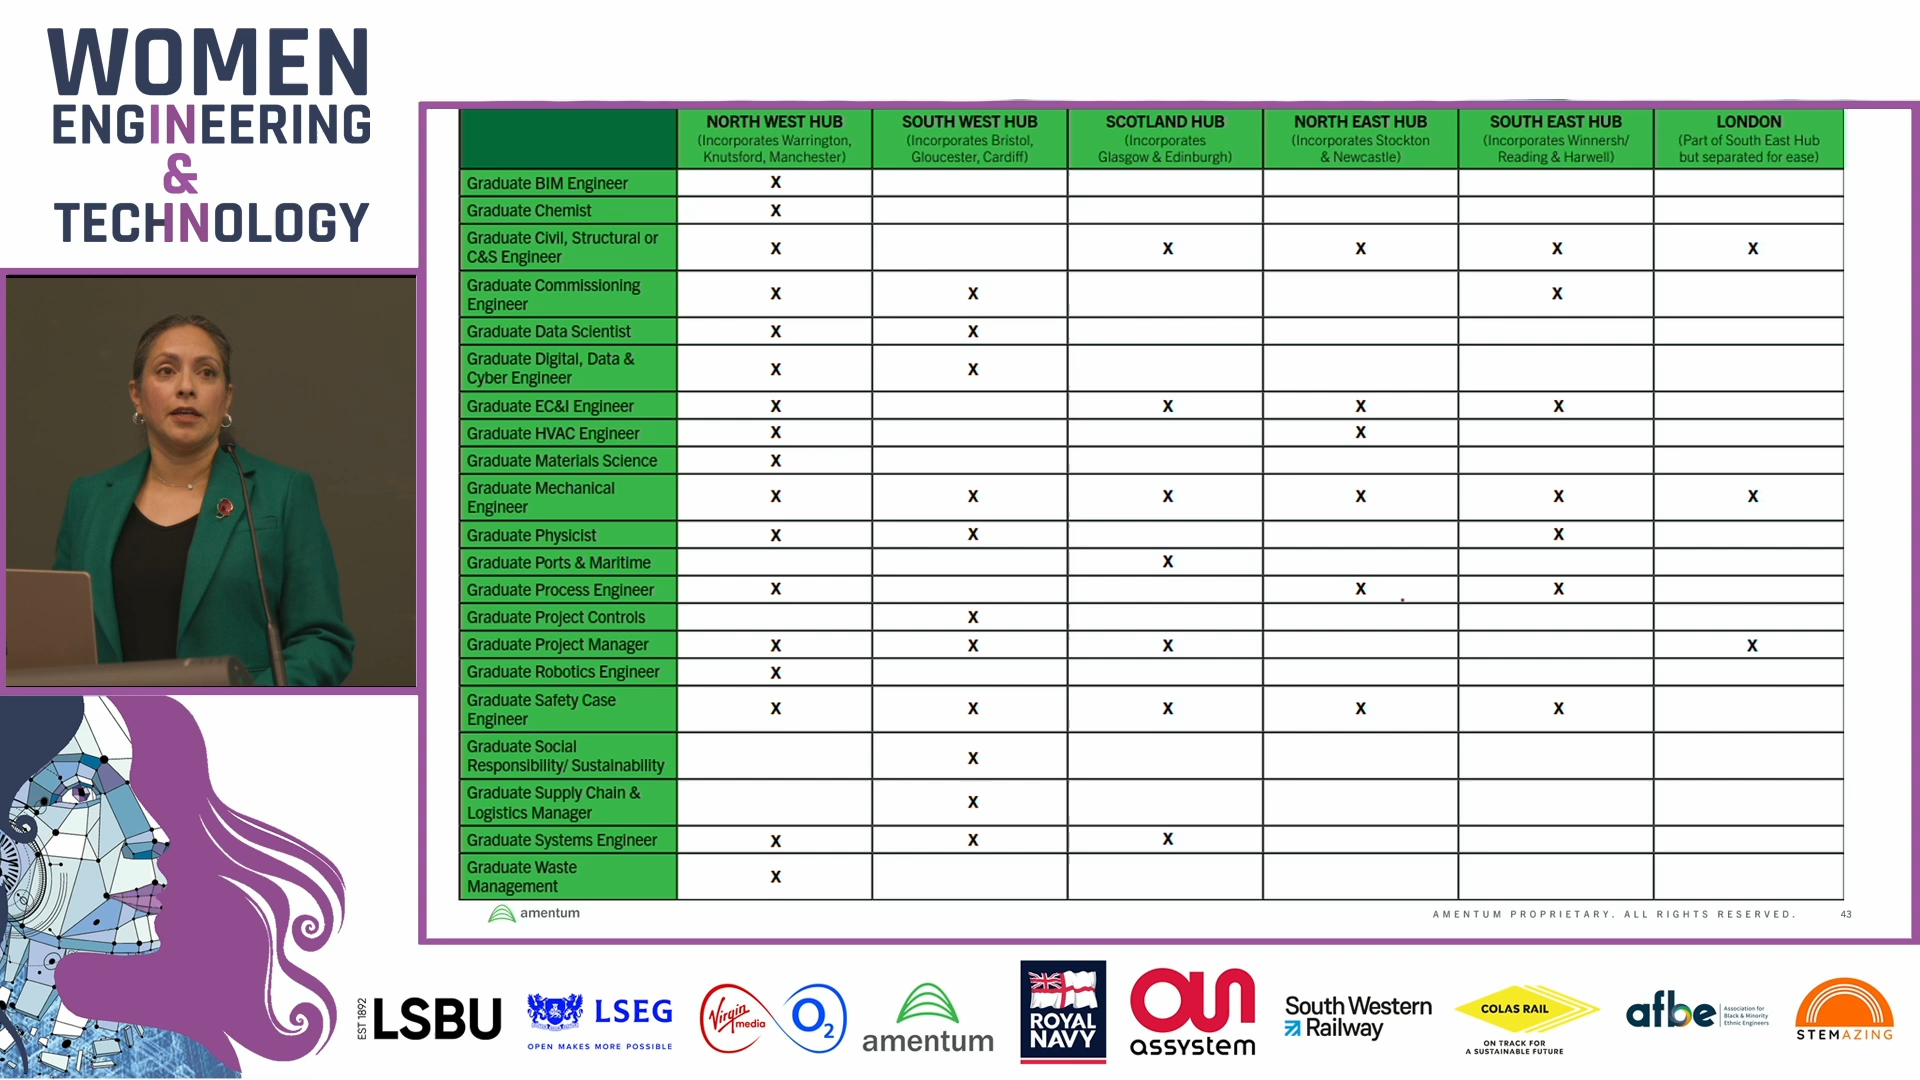 WOMEN
ENGINEERING
&
TECHNOLOGY
NORTH WEST HUB
(Incorporates Warrington,
Knutsford, Manchester)
SOUTH WEST HUB
(Incorporates Bristol,
Gloucester, Cardiff)
SCOTLAND HUB
(Incorporates
Glasgow & Edinburgh)
NORTH EAST HUB
(Incorporates Stockton
& Newcastle)
SOUTH EAST HUB
(Incorporates Winnersh/
Reading & Harwell)
LONDON
(Part of South East Hub
but separated for ease)
Graduate BIM Engineer X
Graduate Chemist X
Graduate Civil, Structural or
C&S Engineer
X X X X X
Graduate Commissioning
Engineer
X X X
Graduate Data Scientist X X
Graduate Digital, Data &
Cyber Engineer
X X
Graduate EC&I Engineer X X X X
Graduate HVAC Engineer X X
Graduate Materials Science X
Graduate Mechanical
Engineer
X X X X X X
Graduate Physicist X X X
Graduate Ports & Maritime X
Graduate Process Engineer X X X
Graduate Project Controls X
Graduate Project Manager X X X X
Graduate Robotics Engineer X
Graduate Safety Case
Engineer
X X X X X
Graduate Social
Responsibility/ Sustainability
X
Graduate Supply Chain &
Logistics Manager
X
Graduate Systems Engineer X X X
Graduate Waste
Management
X
amentum
AMENTUM PROPRIETARY. ALL RIGHTS RESERVED. 43
EST 1892
LSBU
LSEG
OPEN MAKES MORE POSSIBLE
Virgin
media
O2
amentum
ROYAL
NAVY
assystem
South Western
Railway
COLAS RAIL
ON TRACK FOR
A SUSTAINABLE FUTURE
afbe
Association for
Black & Minority
Ethnic Engineers
STEMAZING